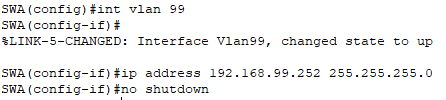 SWA(config)#int vlan 99
SWA(config-if)#
%LINK-5-CHANGED: Interface Vlan99, changed state to up
SWA(config-if)#ip address 192.168.99.252 255.255.255.0
SWA(config-if)#no shutdown